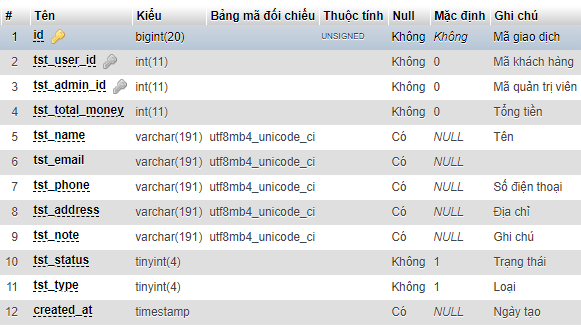 # Tên Kiểu Bảng mã đối chiếu Thuộc tính Null Mặc định Ghi chú
1 id bigint(20) UNSIGNED Không Không Mã giao dịch
2 tst_user_id int(11) Không 0 Mã khách hàng
3 tst_admin_id int(11) Không 0 Mã quản trị viên
4 tst_total_money int(11) Không 0 Tổng tiền
5 tst_name varchar(191) utf8mb4_unicode_ci Có NULL Tên
6 tst_email varchar(191) utf8mb4_unicode_ci Có NULL
7 tst_phone varchar(191) utf8mb4_unicode_ci Có NULL Số điện thoại
8 tst_address varchar(191) utf8mb4_unicode_ci Có NULL Địa chỉ
9 tst_note varchar(191) utf8mb4_unicode_ci Có NULL Ghi chú
10 tst_status tinyint(4) Không 1 Trạng thái
11 tst_type tinyint(4) Không 1 Loại
12 created_at timestamp Có NULL Ngày tạo